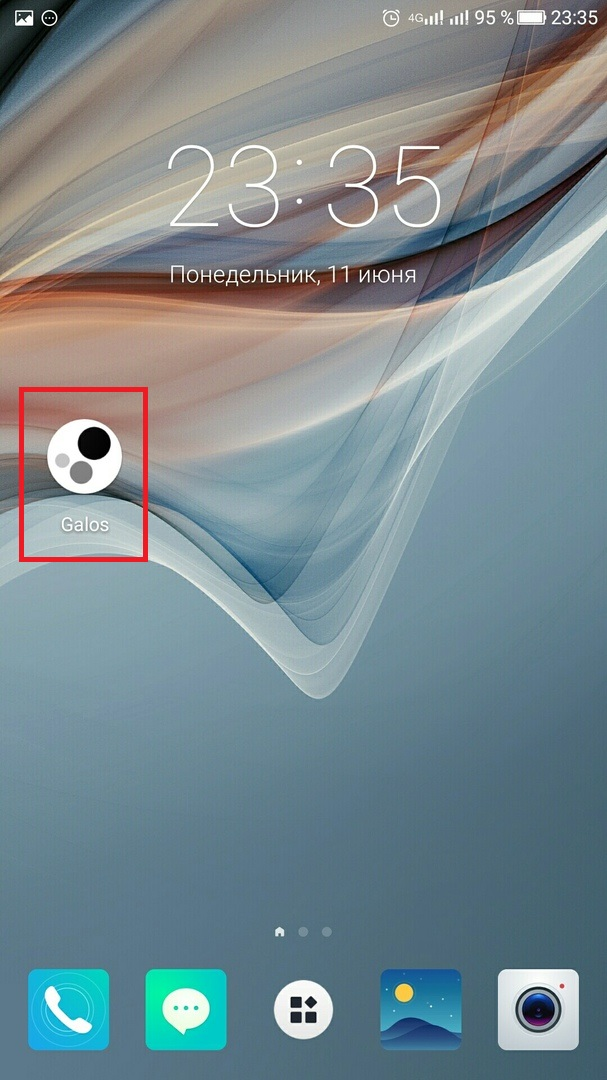 4G 95 % 23:35
23:35
Понедельник, 11 июня
Galos